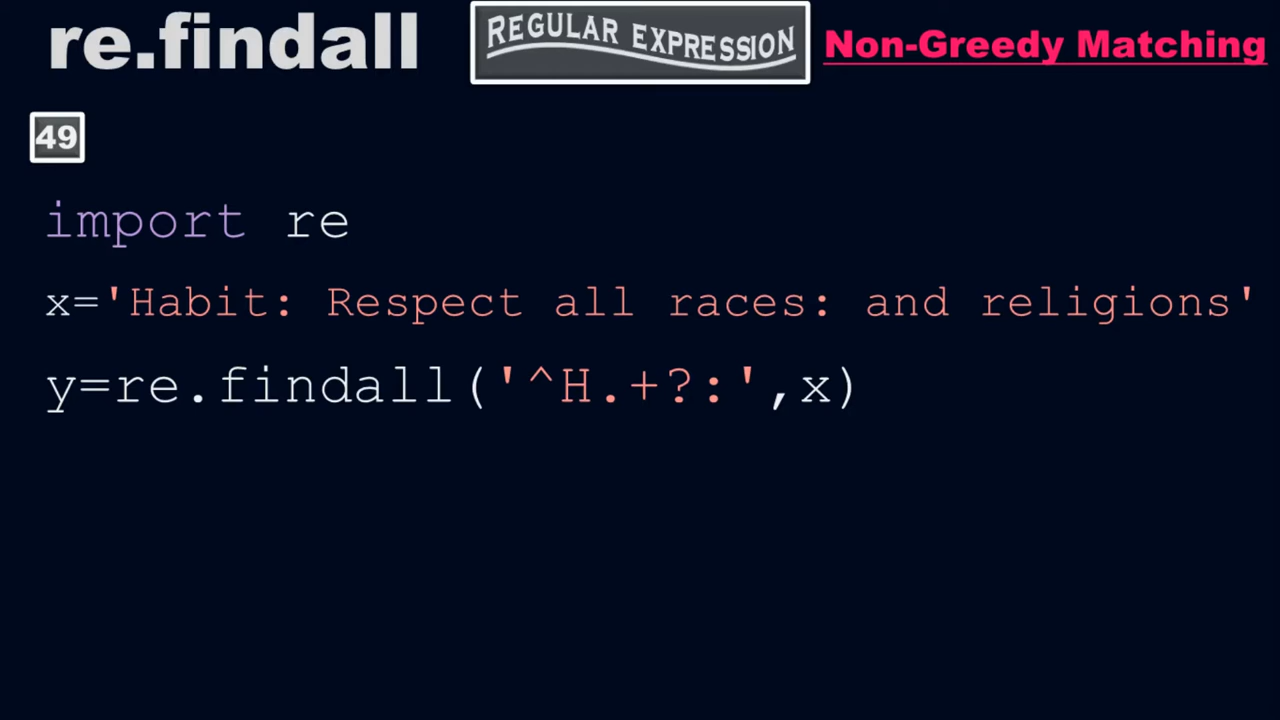 re.findall
REGULAR EXPRESSION
Non-Greedy Matching
49
import re
x='Habit: Respect all races: and religions'
y=re.findall('^H.+?:',x)